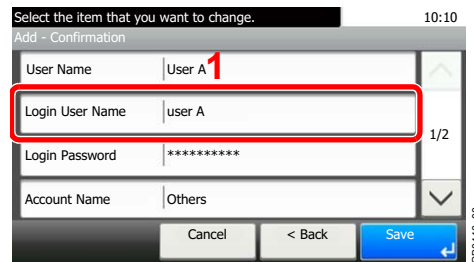 Select the item that you want to change. 10:10
Add - Confirmation
User Name User A 1
Login User Name user A
1/2
Login Password **********
Account Name Others
Cancel < Back Save